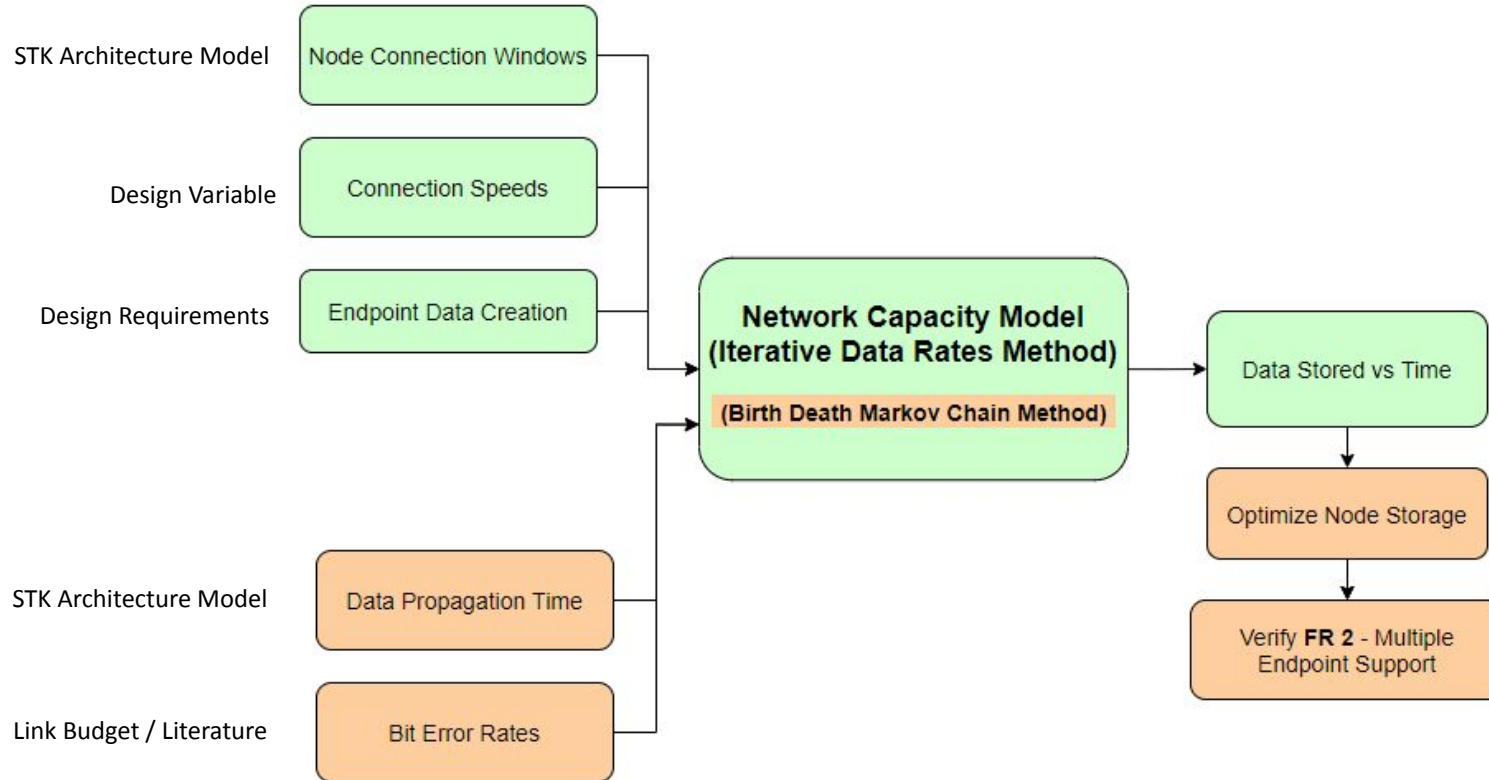 STK Architecture Model
Node Connection Windows
Design Variable
Connection Speeds
Design Requirements
Endpoint Data Creation
Network Capacity Model
(Iterative Data Rates Method)
(Birth Death Markov Chain Method)
Data Stored vs Time
Optimize Node Storage
Verify FR 2 - Multiple
Endpoint Support
STK Architecture Model
Data Propagation Time
Link Budget / Literature
Bit Error Rates